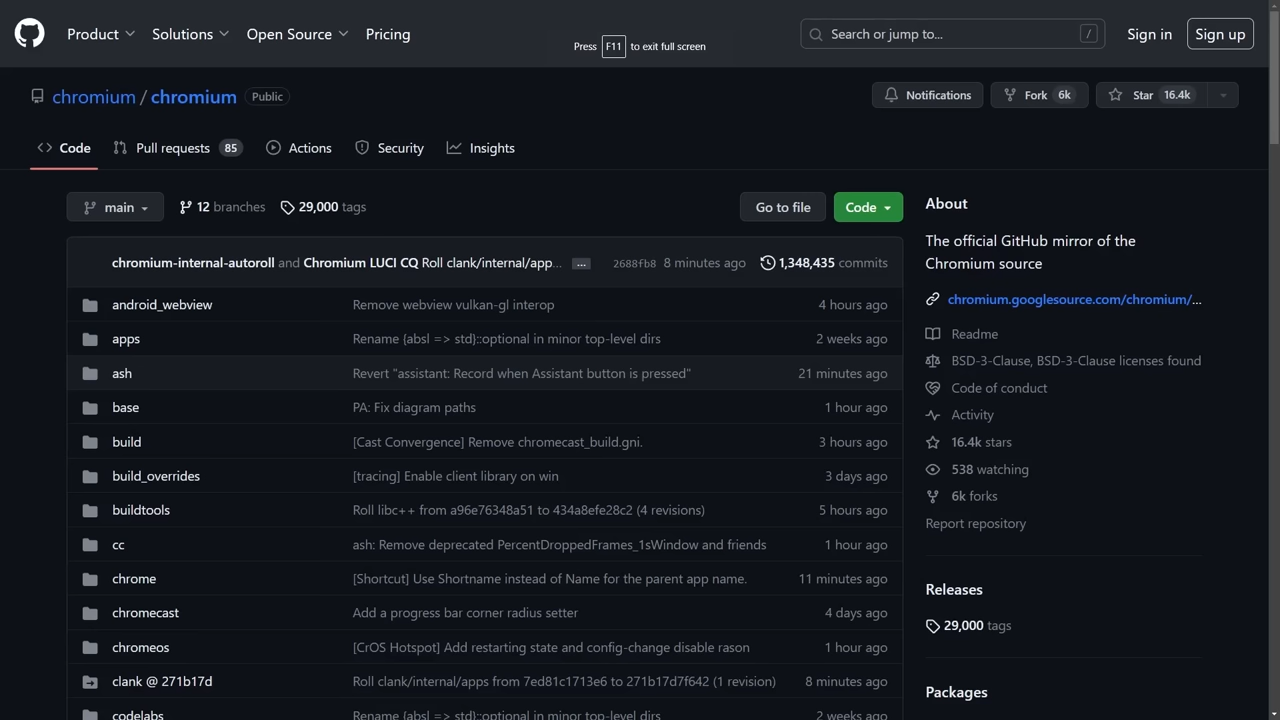 Product Solutions Open Source Pricing
Press F11 to exit full screen
Search or jump to... /
Sign in Sign up
chromium / chromium Public
Notifications Fork 6k Star 16.4k
Code Pull requests 85 Actions Security Insights
main 12 branches 29,000 tags
Go to file Code
chromium-internal-autoroll and Chromium LUCI CQ Roll clank/internal/app... ... 2688fb8 8 minutes ago 1,348,435 commits
android_webview Remove webview vulkan-gl interop 4 hours ago
apps Rename {absl => std}::optional in minor top-level dirs 2 weeks ago
ash Revert "assistant: Record when Assistant button is pressed" 21 minutes ago
base PA: Fix diagram paths 1 hour ago
build [Cast Convergence] Remove chromecast_build.gni. 3 hours ago
build_overrides [tracing] Enable client library on win 3 days ago
buildtools Roll libc++ from a96e76348a51 to 434a8efe28c2 (4 revisions) 5 hours ago
cc ash: Remove deprecated PercentDroppedFrames_1sWindow and friends 1 hour ago
chrome [Shortcut] Use Shortname instead of Name for the parent app name. 11 minutes ago
chromecast Add a progress bar corner radius setter 4 days ago
chromeos [CrOS Hotspot] Add restarting state and config-change disable rason 1 hour ago
clank @ 271b17d Roll clank/internal/apps from 7ed81c1713e6 to 271b17d7f642 (1 revision) 8 minutes ago
codelabs Rename {absl => std}::optional in minor top-level dirs 2 weeks ago
About
The official GitHub mirror of the
Chromium source
chromium.googlesource.com/chromium/...
Readme
BSD-3-Clause, BSD-3-Clause licenses found
Code of conduct
Activity
16.4k stars
538 watching
6k forks
Report repository
Releases
29,000 tags
Packages